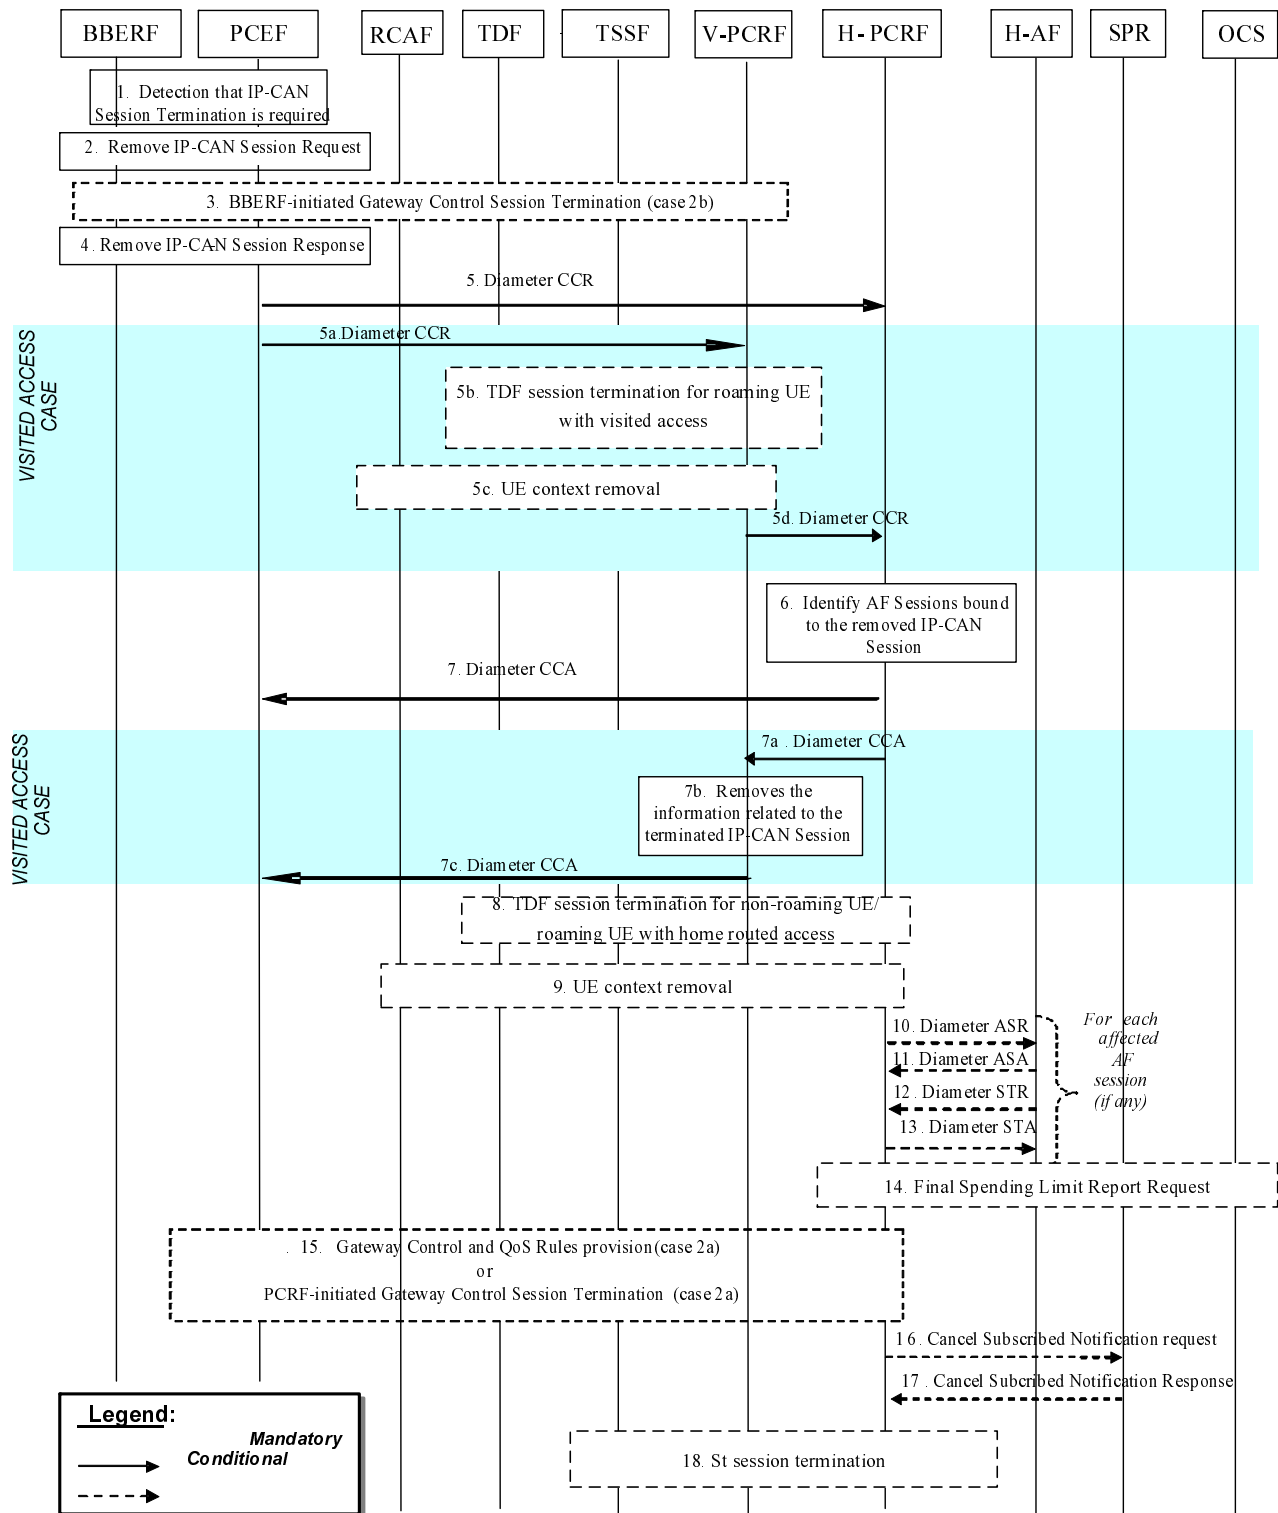 BBERF
PCEF
RCAF
TDF
TSSF
V-PCRF
H- PCRF
H-AF
SPR
OCS
1. Detection that IP-CAN
Session Termination is required
2. Remove IP-CAN Session Request
3. BBERF-initiated Gateway Control Session Termination (case 2b)
4. Remove IP-CAN Session Response
5. Diameter CCR
VISITED ACCESS
CASE
5a.Diameter CCR
5b. TDF session termination for roaming UE
with visited access
5c. UE context removal
5d. Diameter CCR
6. Identify AF Sessions bound
to the removed IP-CAN
Session
7. Diameter CCA
VISITED ACCESS
CASE
7a . Diameter CCA
7b. Removes the
information related to the
terminated IP-CAN Session
7c. Diameter CCA
8. TDF session termination for non-roaming UE/
roaming UE with home routed access
9. UE context removal
10. Diameter ASR
11. Diameter ASA
12. Diameter STR
13. Diameter STA
For each
affected
AF
session
(if any)
14. Final Spending Limit Report Request
. 15. Gateway Control and QoS Rules provision (case 2a)
or
PCRF-initiated Gateway Control Session Termination (case 2a)
16. Cancel Subscribed Notification request
17 . Cancel Subcribed Notification Response
18. St session termination
Legend:
Mandatory
Conditional